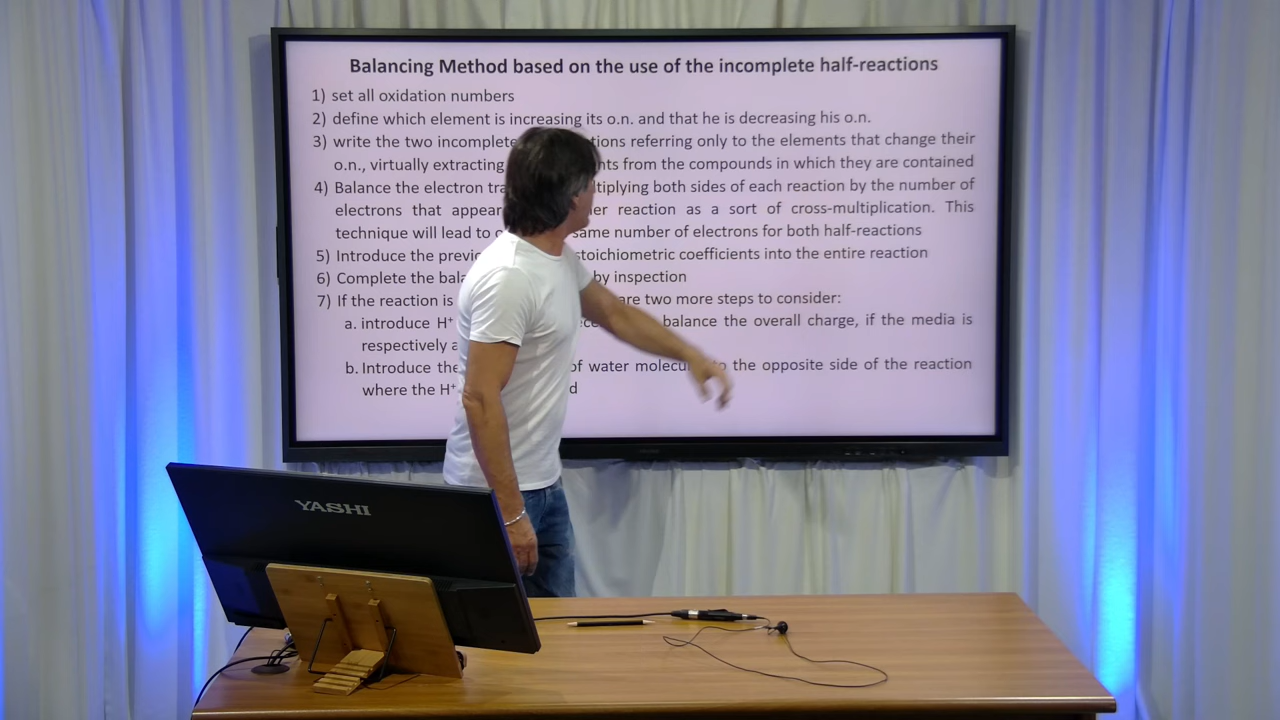 Balancing Method based on the use of the incomplete half-reactions
1) set all oxidation numbers
2) define which element is increasing its o.n. and that he is decreasing his o.n.
3) write the two incomplete tions referring only to the elements that change their
o.n., virtually extracting nts from the compounds in which they are contained
4) Balance the electron tra ltiplying both sides of each reaction by the number of
electrons that appear er reaction as a sort of cross-multiplication. This
technique will lead to same number of electrons for both half-reactions
5) Introduce the previo stoichiometric coefficients into the entire reaction
6) Complete the bala by inspection
7) If the reaction is are two more steps to consider:
a. introduce H⁺ balance the overall charge, if the media is
respectively a
b. Introduce the of water molecul to the opposite side of the reaction
where the H⁺ d
YASHI